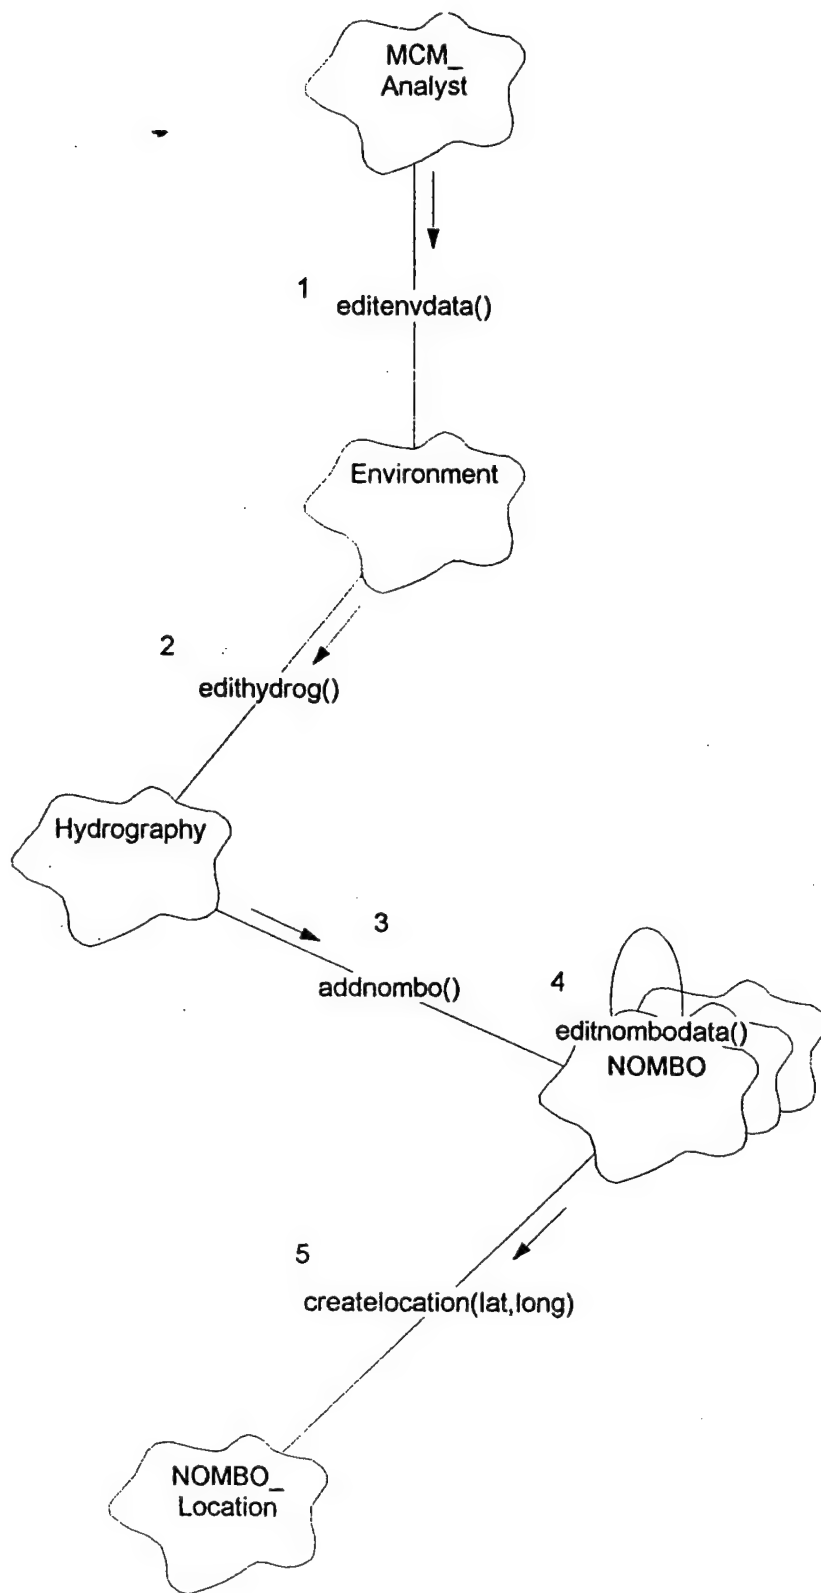 MCM_
Analyst
1
editenvdata()
Environment
2
edithydrog()
Hydrography
3
addnombo()
4
editnombodata()
NOMBO
5
createlocation(lat,long)
NOMBO_
Location